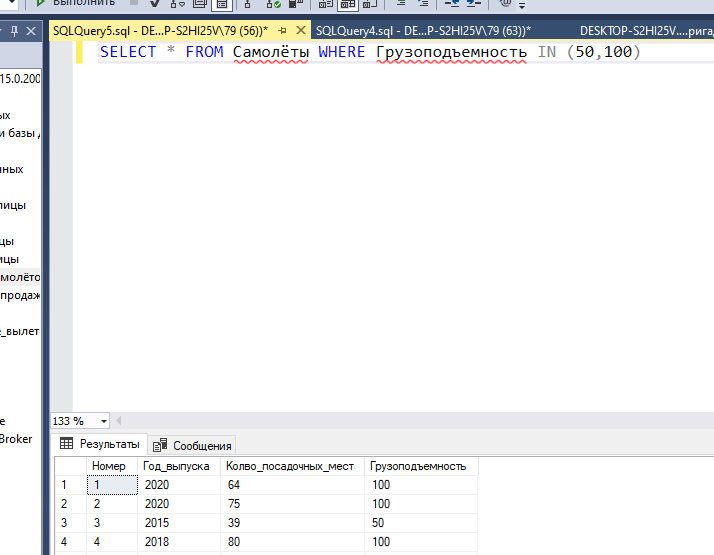 Выполнить
SQLQuery5.sql - DE...P-S2HI25V\79 (56))*
SQLQuery4.sql - DE...P-S2HI25V\79 (63))*
DESKTOP-S2HI25V....рига
SELECT * FROM Самолёты WHERE Грузоподъемность IN (50,100)
15.0.200
ых
и базы д
нных
лицы
цы
ицы
молёто
продаж
_вылет
е
Broker
133 %
Результаты
Сообщения
Номер Год_выпуска Колво_посадочных_мест Грузоподъемность
1 1 2020 64 100
2 2 2020 75 100
3 3 2015 39 50
4 4 2018 80 100